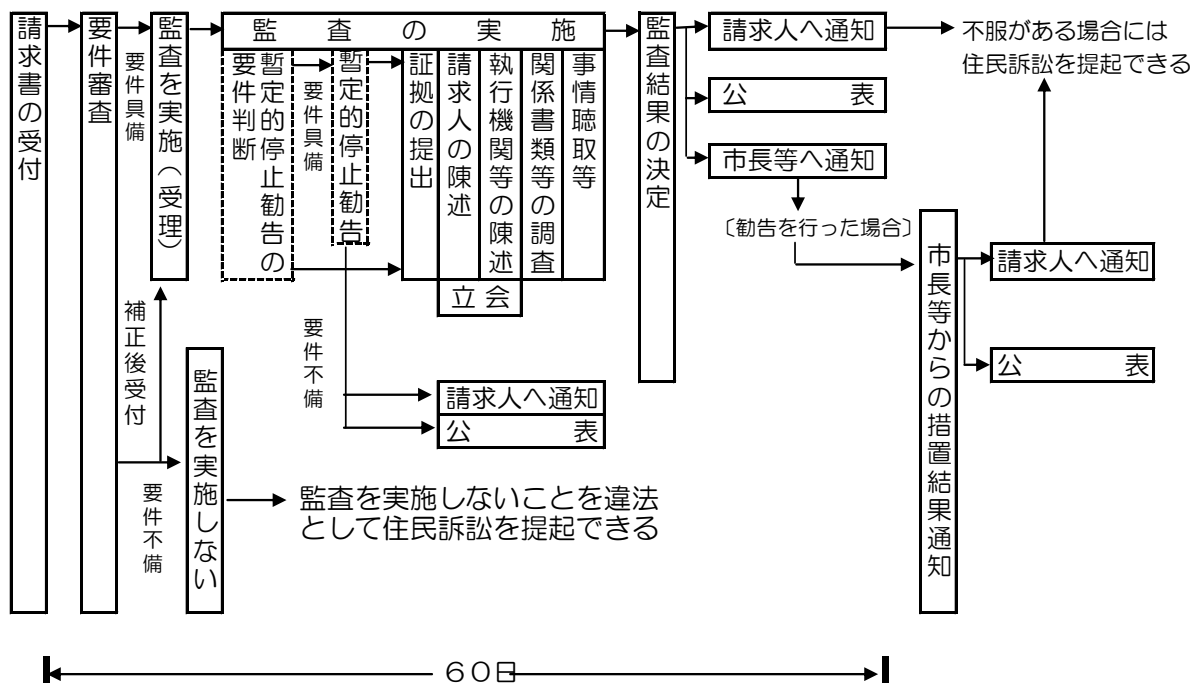 請求書の受付
要件審査
要件具備
監査を実施（受理）
監査の実施
暫定的停止勧告の
要件判断
要件具備
暫定的停止勧告
証拠の提出
請求人の陳述
執行機関等の陳述
関係書類等の調査
事情聴取等
立会
監査結果の決定
請求人へ通知
不服がある場合には
住民訴訟を提起できる
公表
市長等へ通知
〔勧告を行った場合〕
市長等からの措置結果通知
請求人へ通知
公表
補正後受付
要件不備
監査を実施しない
要件不備
請求人へ通知
公表
監査を実施しないことを違法
として住民訴訟を提起できる
６０日